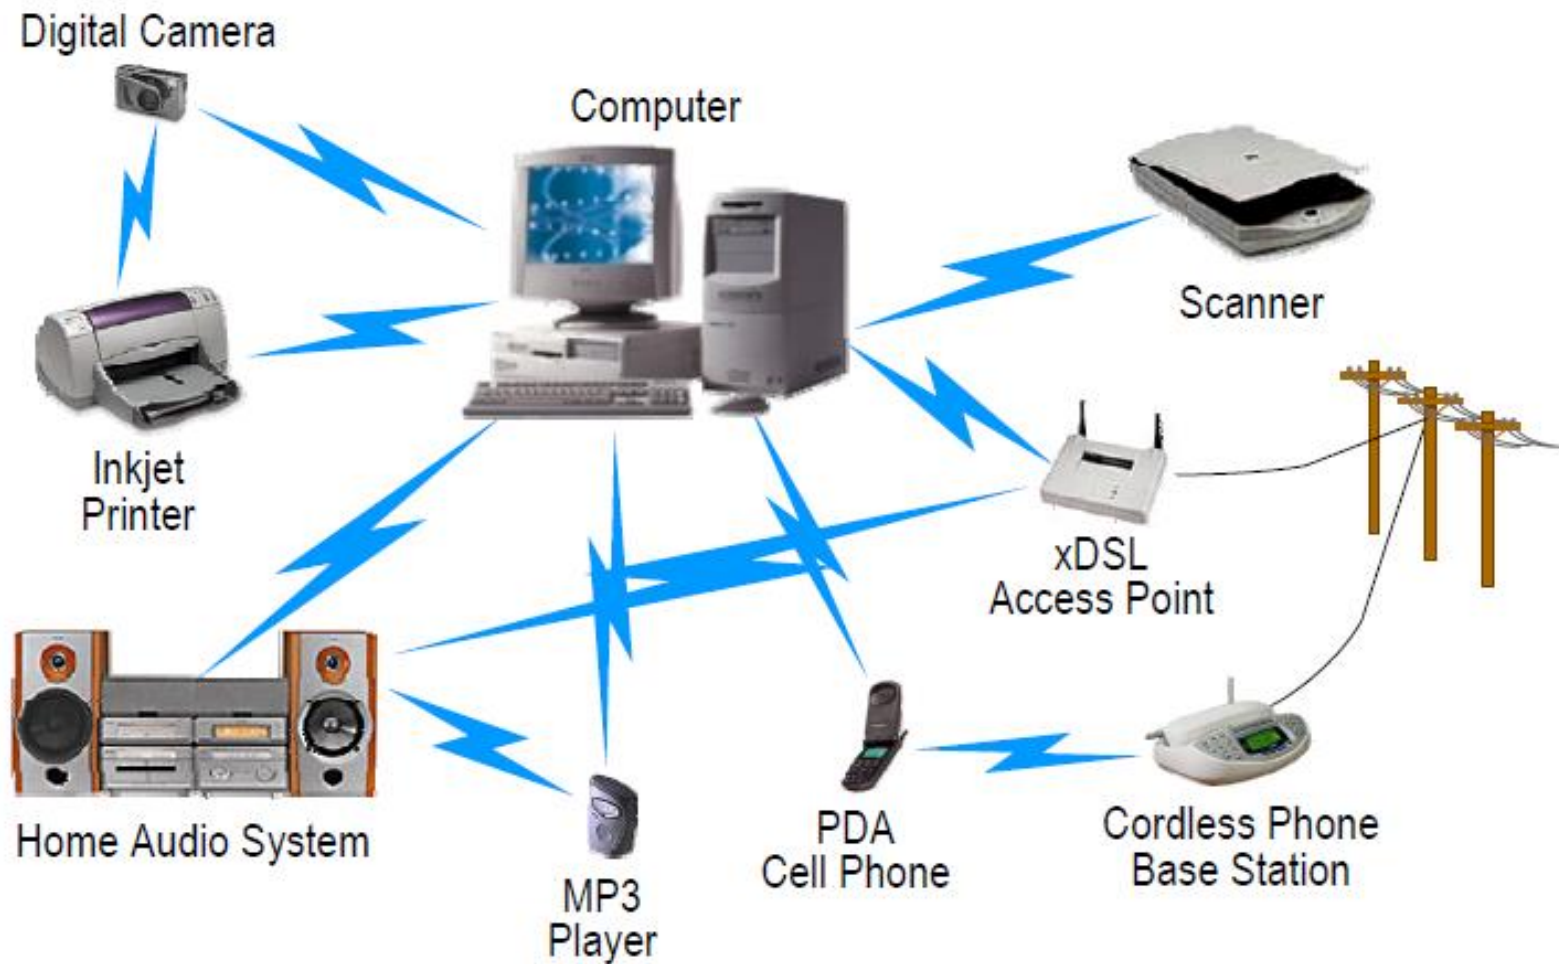 Digital Camera
Computer
Scanner
Inkjet
Printer
xDSL
Access Point
Home Audio System
MP3
Player
PDA
Cell Phone
Cordless Phone
Base Station